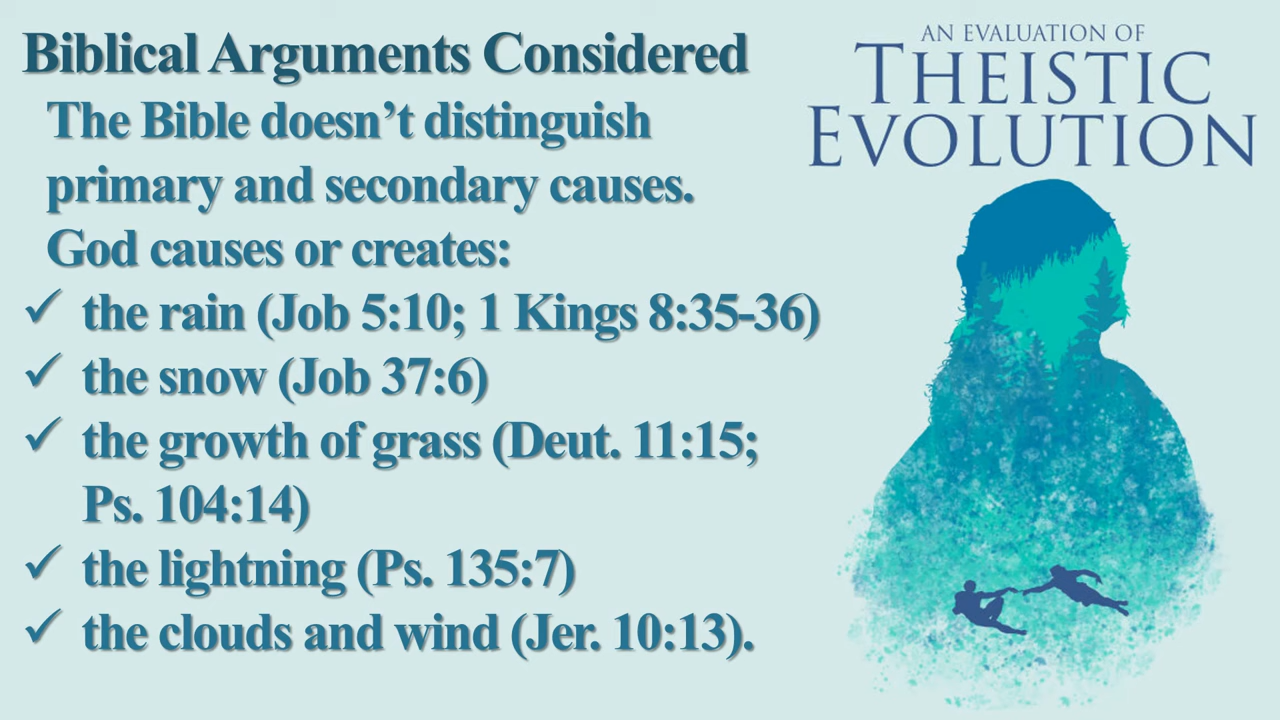 Biblical Arguments Considered
The Bible doesn’t distinguish
primary and secondary causes.
God causes or creates:
✓ the rain (Job 5:10; 1 Kings 8:35-36)
✓ the snow (Job 37:6)
✓ the growth of grass (Deut. 11:15;
Ps. 104:14)
✓ the lightning (Ps. 135:7)
✓ the clouds and wind (Jer. 10:13).
AN EVALUATION OF
THEISTIC
EVOLUTION